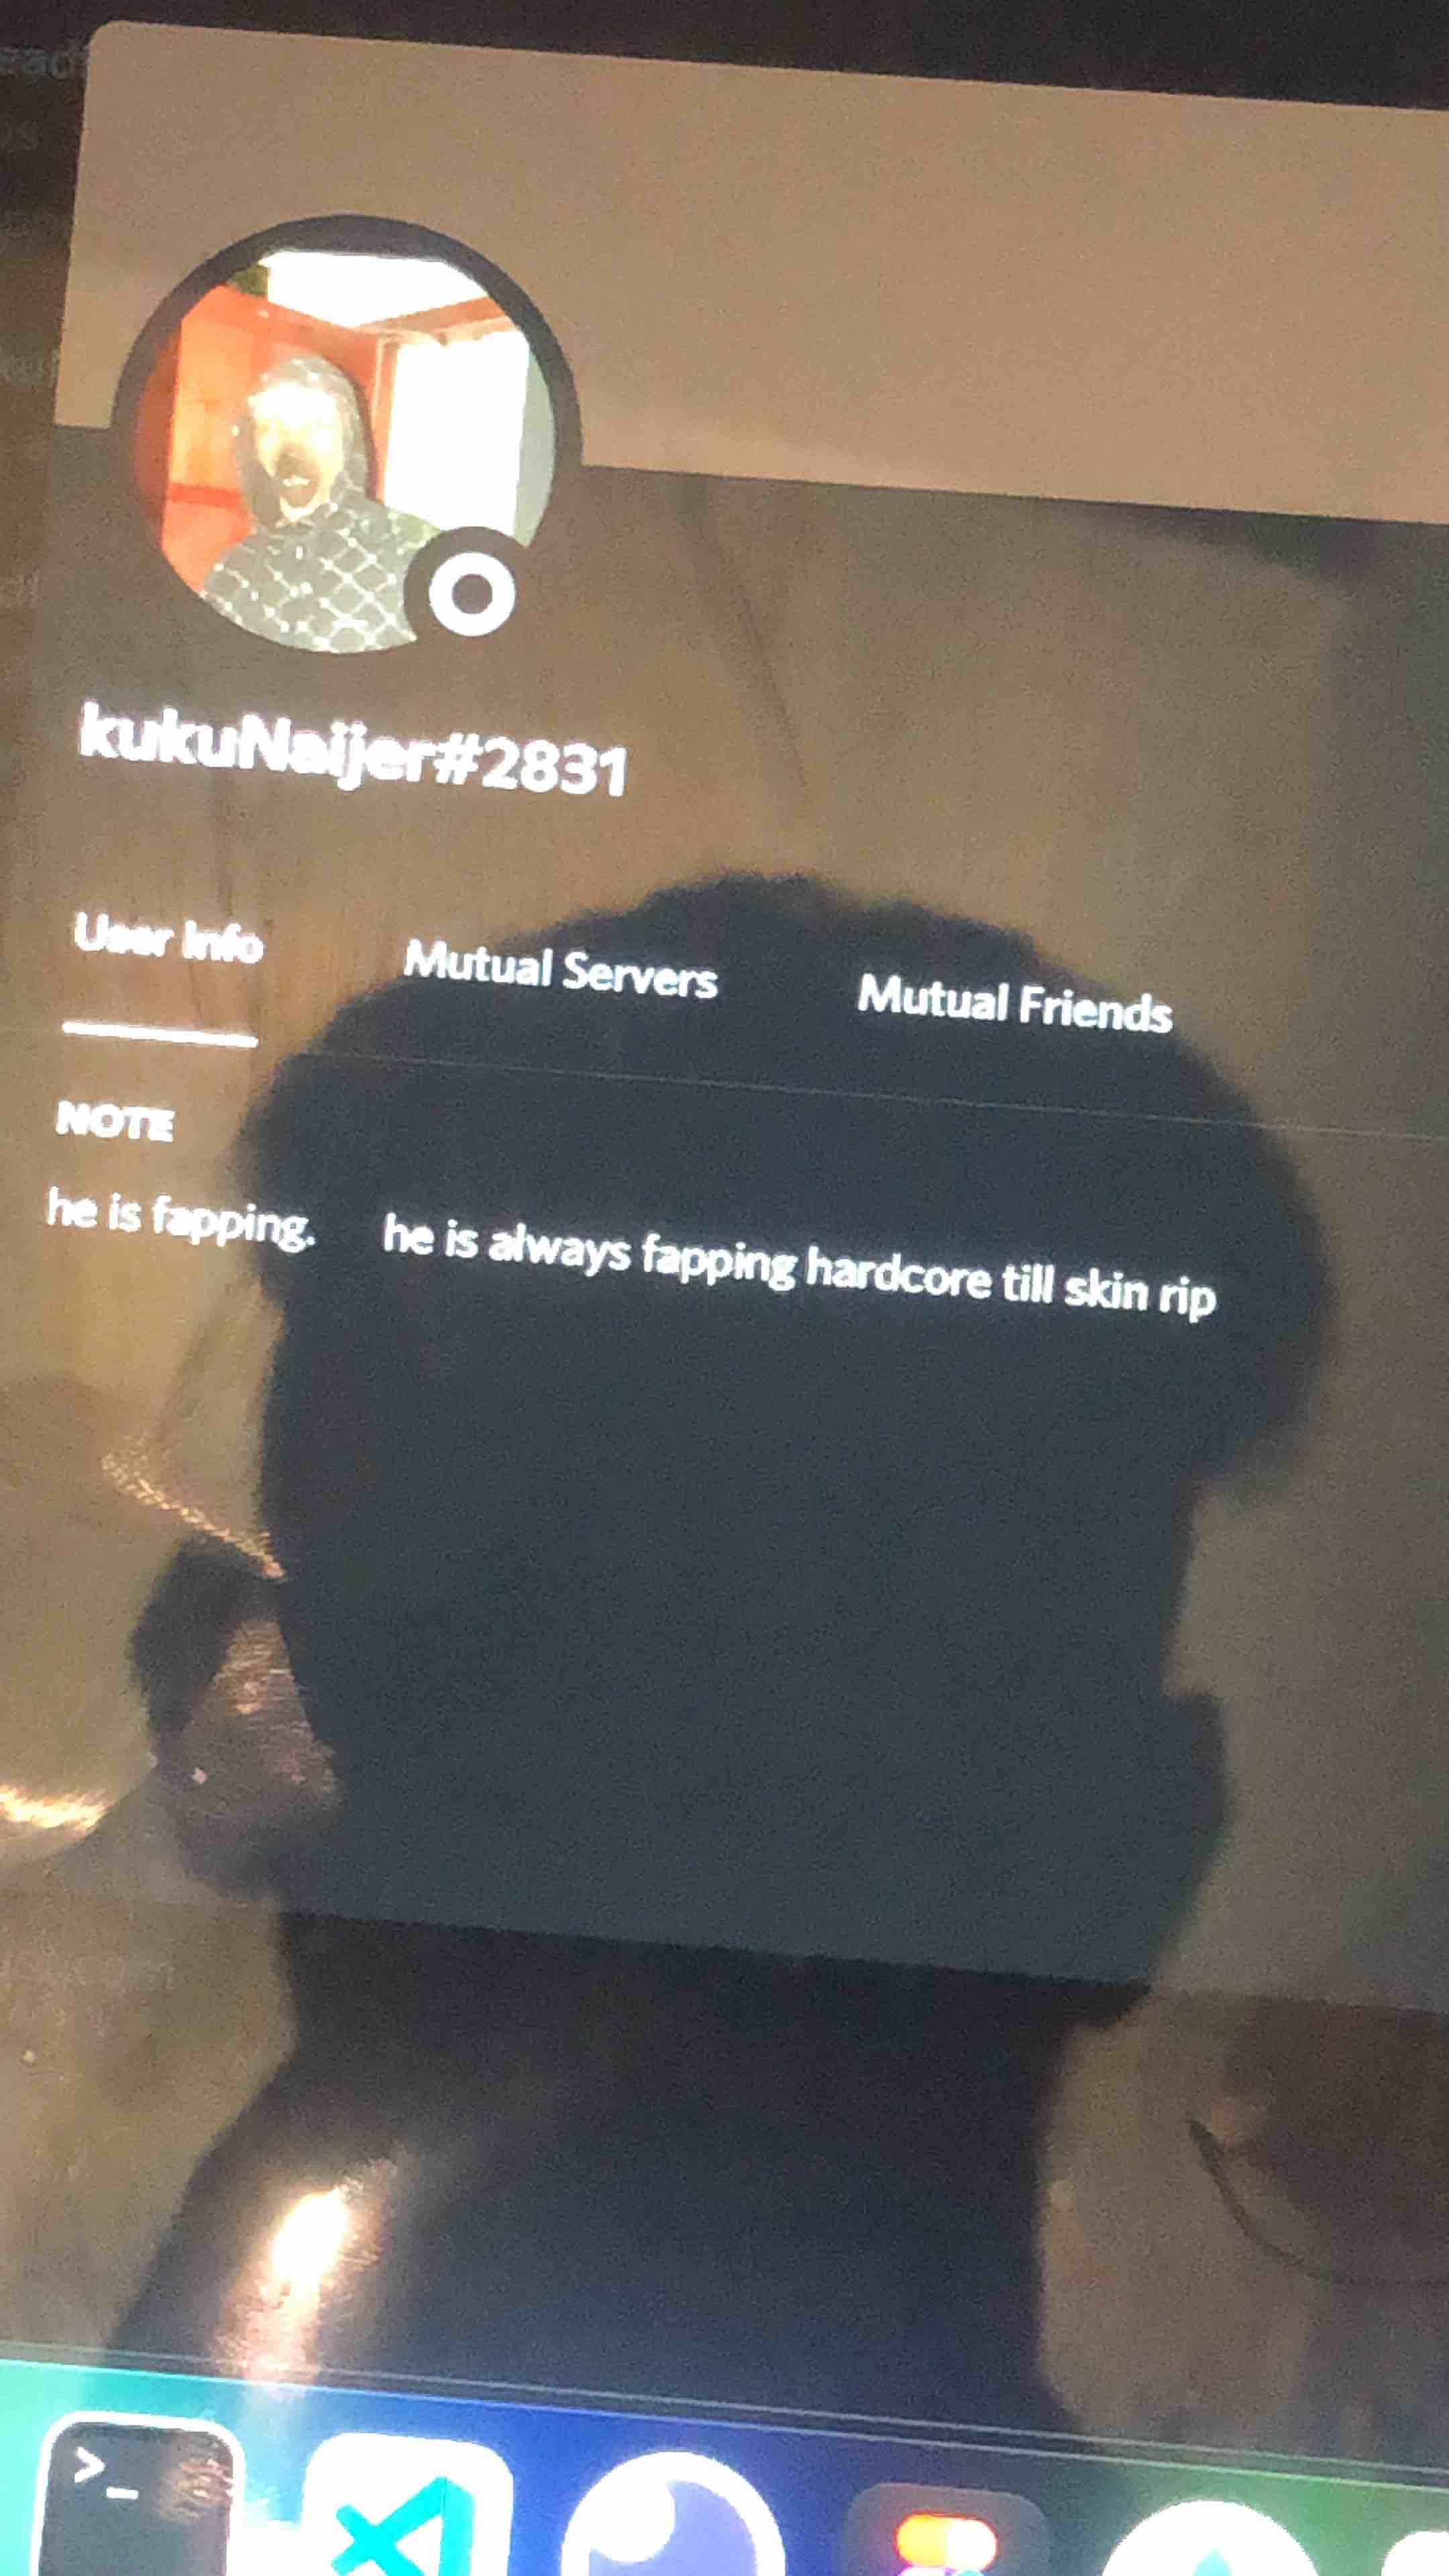 kukuNaijer#2831
User Info Mutual Servers Mutual Friends
NOTE
he is fapping. he is always fapping hardcore till skin rip
>_